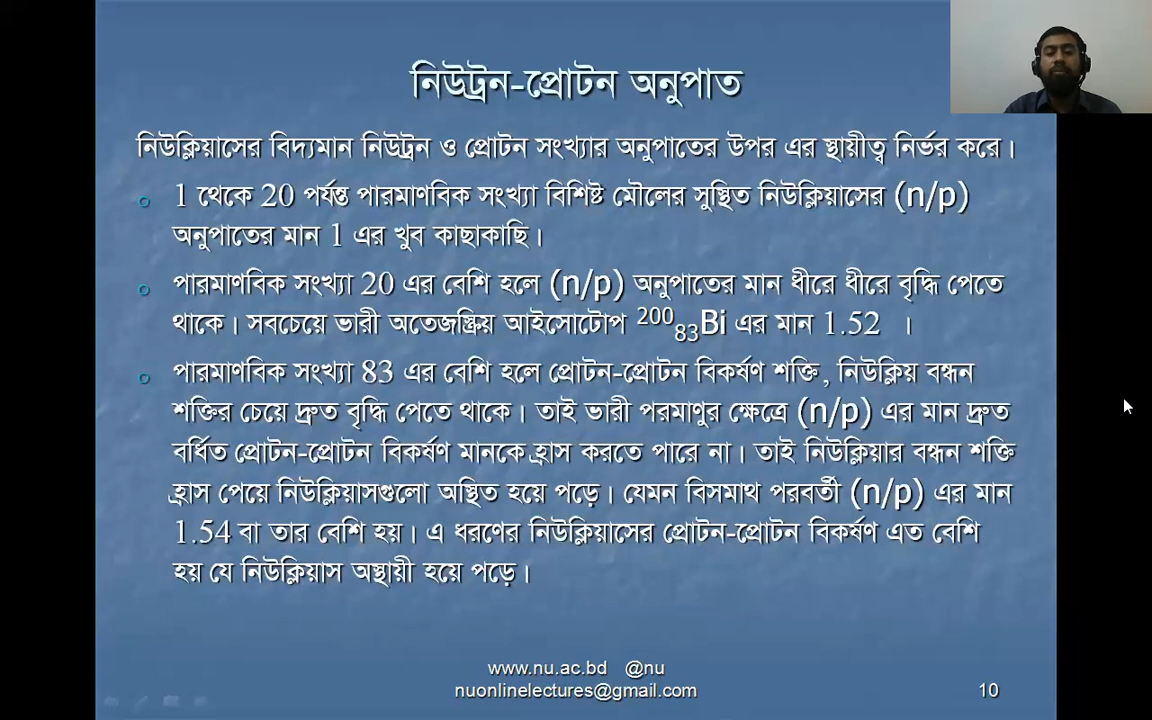 নিউট্রন-প্রোটন অনুপাত
নিউক্লিয়াসের বিদ্যমান নিউট্রন ও প্রোটন সংখ্যার অনুপাতের উপর এর স্থায়ীত্ব নির্ভর করে।
1 থেকে 20 পর্যন্ত পারমাণবিক সংখ্যা বিশিষ্ট মৌলের সুস্থিত নিউক্লিয়াসের (n/p)
অনুপাতের মান 1 এর খুব কাছাকাছি।
পারমাণবিক সংখ্যা 20 এর বেশি হলে (n/p) অনুপাতের মান ধীরে ধীরে বৃদ্ধি পেতে
থাকে। সবচেয়ে ভারী অতেজস্ক্রিয় আইসোটোপ ²⁰⁰₈₃Bi এর মান 1.52 ।
পারমাণবিক সংখ্যা 83 এর বেশি হলে প্রোটন-প্রোটন বিকর্ষণ শক্তি, নিউক্লিয় বন্ধন
শক্তির চেয়ে দ্রুত বৃদ্ধি পেতে থাকে। তাই ভারী পরমাণুর ক্ষেত্রে (n/p) এর মান দ্রুত
বর্ধিত প্রোটন-প্রোটন বিকর্ষণ মানকে হ্রাস করতে পারে না। তাই নিউক্লিয়ার বন্ধন শক্তি
হ্রাস পেয়ে নিউক্লিয়াসগুলো অস্থিত হয়ে পড়ে। যেমন বিসমাথ পরবর্তী (n/p) এর মান
1.54 বা তার বেশি হয়। এ ধরণের নিউক্লিয়াসের প্রোটন-প্রোটন বিকর্ষণ এত বেশি
হয় যে নিউক্লিয়াস অস্থায়ী হয়ে পড়ে।
www.nu.ac.bd @nu
nuonlinelectures@gmail.com
10